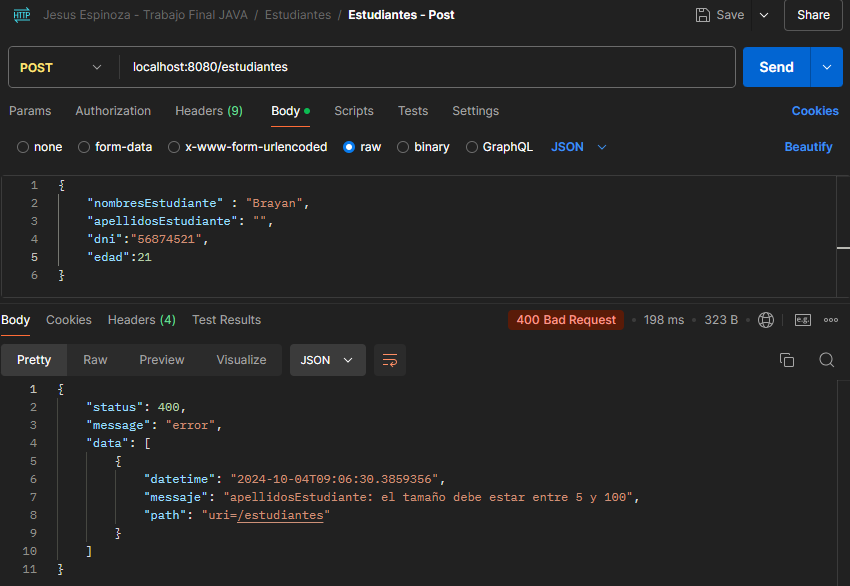 HTTP Jesus Espinoza - Trabajo Final JAVA / Estudiantes / Estudiantes - Post Save Share
POST localhost:8080/estudiantes Send
Params Authorization Headers (9) Body Scripts Tests Settings Cookies
none form-data x-www-form-urlencoded raw binary GraphQL JSON Beautify
1 {
2 "nombresEstudiante" : "Brayan",
3 "apellidosEstudiante": "",
4 "dni":"56874521",
5 "edad":21
6 }
Body Cookies Headers (4) Test Results 400 Bad Request 198 ms 323 B e.g.
Pretty Raw Preview Visualize JSON
1 {
2 "status": 400,
3 "message": "error",
4 "data": [
5 {
6 "datetime": "2024-10-04T09:06:30.3859356",
7 "messaje": "apellidosEstudiante: el tamaño debe estar entre 5 y 100",
8 "path": "uri=/estudiantes"
9 }
10 ]
11 }